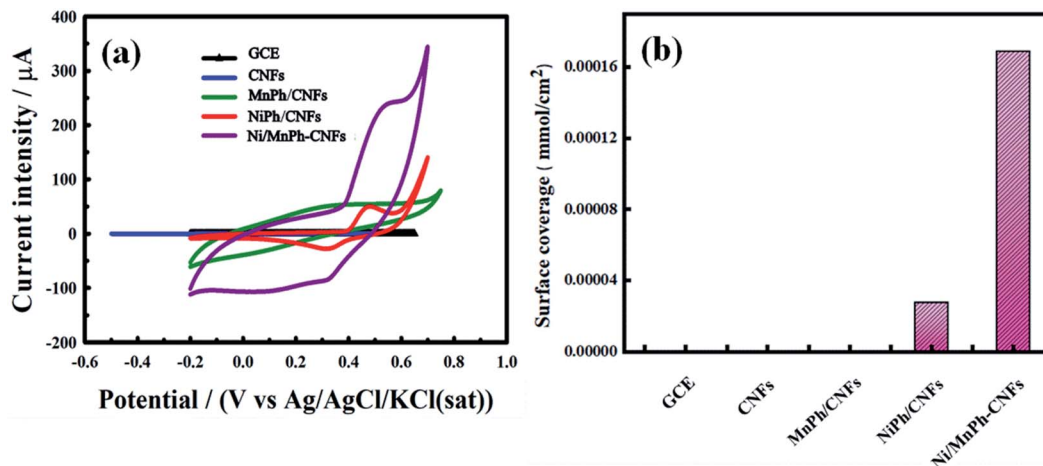 (a)
GCE
CNFs
MnPh/CNFs
NiPh/CNFs
Ni/MnPh-CNFs
400
300
200
100
0
-100
-200
Current intensity / μA
-0.6 -0.4 -0.2 0.0 0.2 0.4 0.6 0.8 1.0
Potential / (V vs Ag/AgCl/KCl(sat))
(b)
0.00016
0.00012
0.00008
0.00004
0.00000
Surface coverage ( mmol/cm²)
GCE
CNFs
MnPh/CNFs
NiPh/CNFs
Ni/MnPh-CNFs